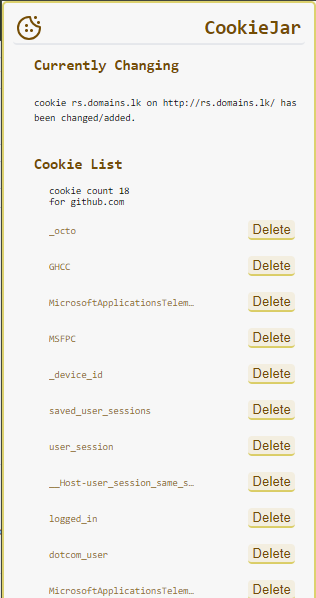 CookieJar
Currently Changing
cookie rs.domains.lk on http://rs.domains.lk/ has
been changed/added.
Cookie List
cookie count 18
for github.com
_octo Delete
GHCC Delete
MicrosoftApplicationsTelem… Delete
MSFPC Delete
_device_id Delete
saved_user_sessions Delete
user_session Delete
__Host-user_session_same_s… Delete
logged_in Delete
dotcom_user Delete
MicrosoftApplicationsTelem… Delete